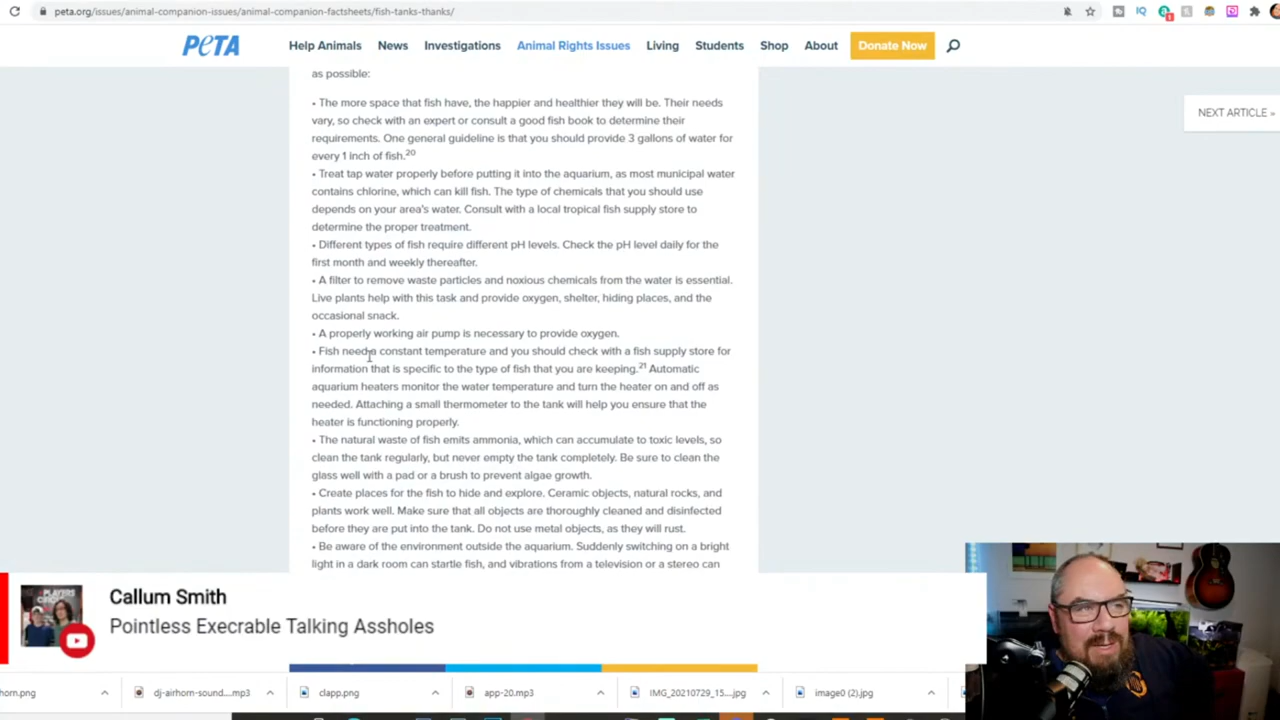 peta.org/issues/animal-companion-issues/animal-companion-factsheets/fish-tanks-thanks/
PETA
Help Animals
News
Investigations
Animal Rights Issues
Living
Students
Shop
About
Donate Now
NEXT ARTICLE »
as possible:
• The more space that fish have, the happier and healthier they will be. Their needs
vary, so check with an expert or consult a good fish book to determine their
requirements. One general guideline is that you should provide 3 gallons of water for
every 1 inch of fish.20
• Treat tap water properly before putting it into the aquarium, as most municipal water
contains chlorine, which can kill fish. The type of chemicals that you should use
depends on your area's water. Consult with a local tropical fish supply store to
determine the proper treatment.
• Different types of fish require different pH levels. Check the pH level daily for the
first month and weekly thereafter.
• A filter to remove waste particles and noxious chemicals from the water is essential.
Live plants help with this task and provide oxygen, shelter, hiding places, and the
occasional snack.
• A properly working air pump is necessary to provide oxygen.
• Fish need a constant temperature and you should check with a fish supply store for
information that is specific to the type of fish that you are keeping.21 Automatic
aquarium heaters monitor the water temperature and turn the heater on and off as
needed. Attaching a small thermometer to the tank will help you ensure that the
heater is functioning properly.
• The natural waste of fish emits ammonia, which can accumulate to toxic levels, so
clean the tank regularly, but never empty the tank completely. Be sure to clean the
glass well with a pad or a brush to prevent algae growth.
• Create places for the fish to hide and explore. Ceramic objects, natural rocks, and
plants work well. Make sure that all objects are thoroughly cleaned and disinfected
before they are put into the tank. Do not use metal objects, as they will rust.
• Be aware of the environment outside the aquarium. Suddenly switching on a bright
light in a dark room can startle fish, and vibrations from a television or a stereo can
Callum Smith
Pointless Execrable Talking Assholes
horn.png
dj-airhorn-sound....mp3
clapp.png
app-20.mp3
IMG_20210729_15....jpg
image0 (2).jpg